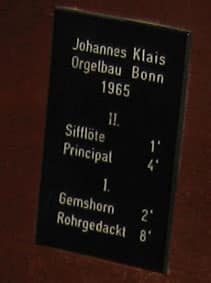 Johannes Klais
Orgelbau Bonn
1965
II.
Sifflöte 1'
Principal 4'
I.
Gemshorn 2'
Rohrgedackt 8'